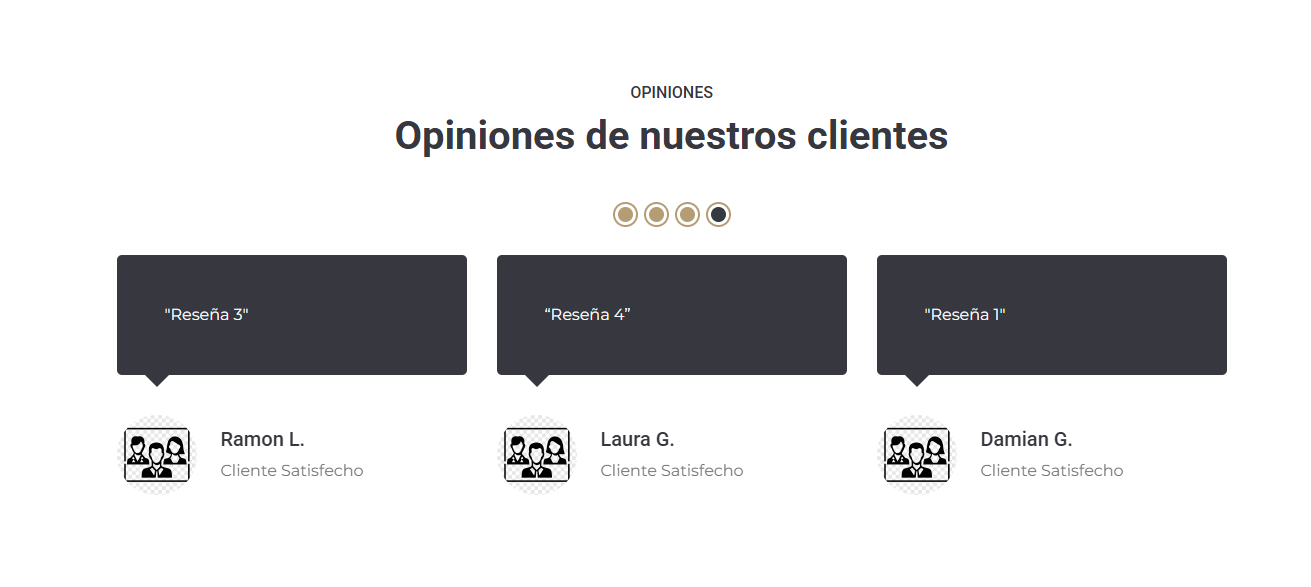 OPINIONES
Opiniones de nuestros clientes
"Reseña 3"
“Reseña 4”
"Reseña 1"
Ramon L.
Cliente Satisfecho
Laura G.
Cliente Satisfecho
Damian G.
Cliente Satisfecho